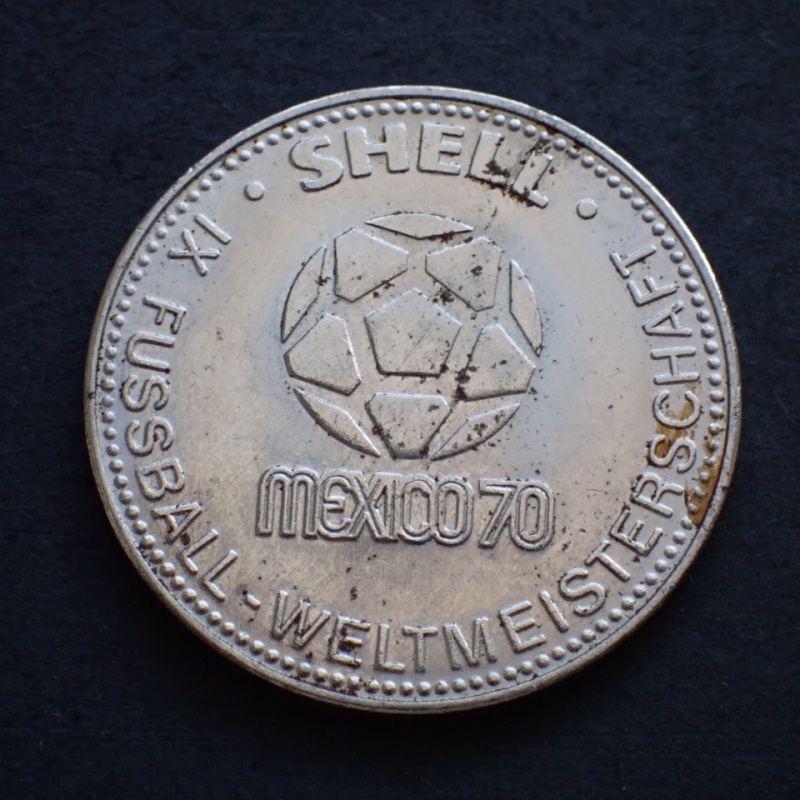 · SHELL ·
MEXICO 70
IX FUSSBALL-WELTMEISTERSCHAFT